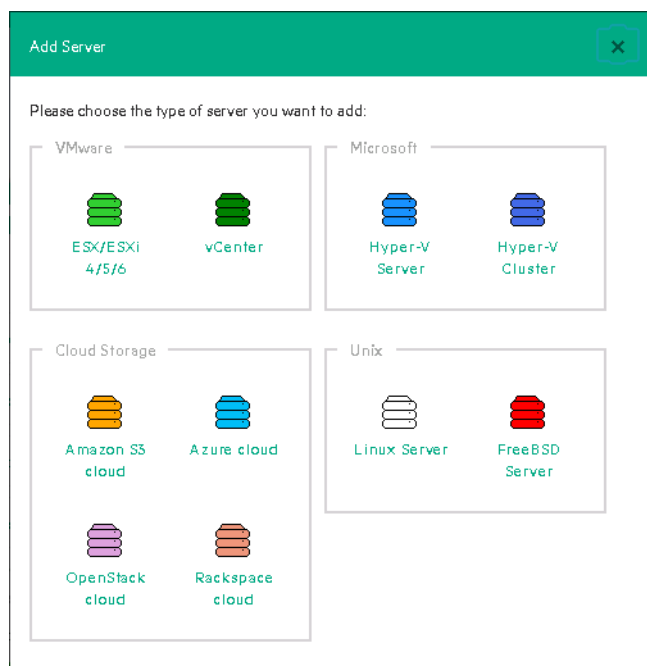 Add Server
Please choose the type of server you want to add:
VMware
ESX/ESXi
4/5/6
vCenter
Microsoft
Hyper-V
Server
Hyper-V
Cluster
Cloud Storage
Amazon S3
cloud
Azure cloud
OpenStack
cloud
Rackspace
cloud
Unix
Linux Server
FreeBSD
Server